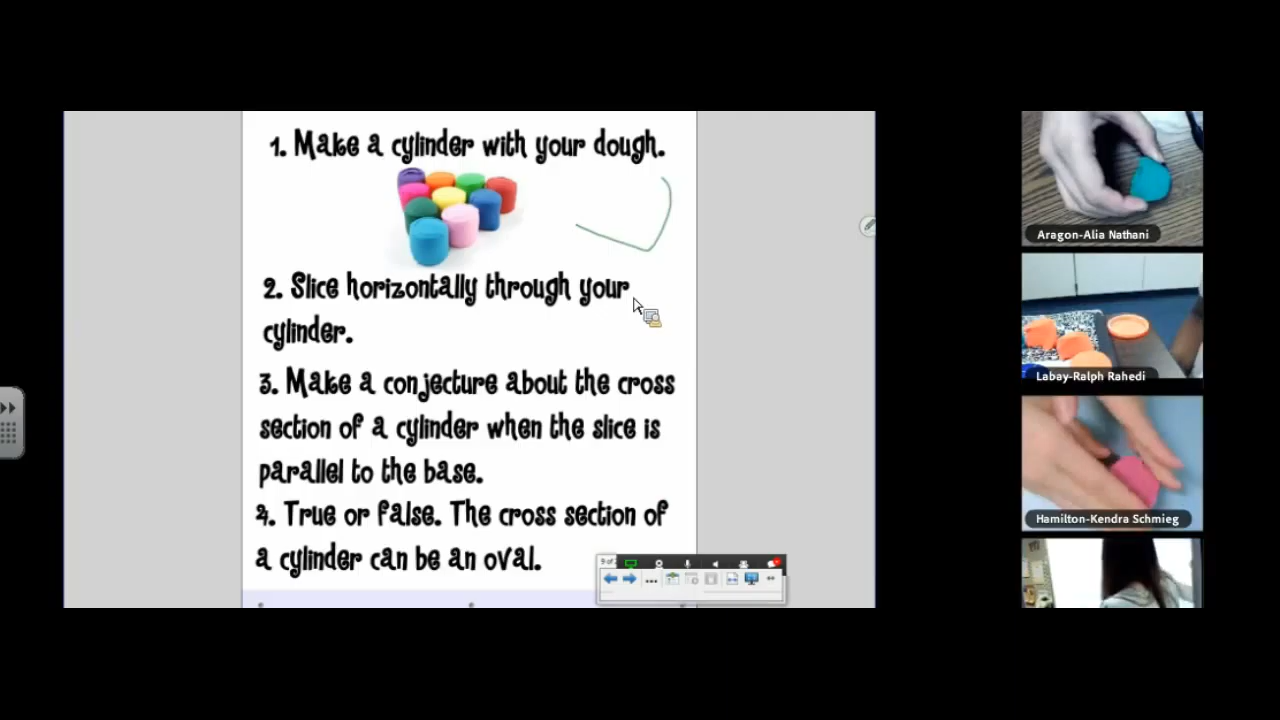 1. Make a cylinder with your dough.
2. Slice horizontally through your
cylinder.
3. Make a conjecture about the cross
section of a cylinder when the slice is
parallel to the base.
4. True or false. The cross section of
a cylinder can be an oval.
9 of
Aragon-Alia Nathani
Labay-Ralph Rahedi
Hamilton-Kendra Schmieg